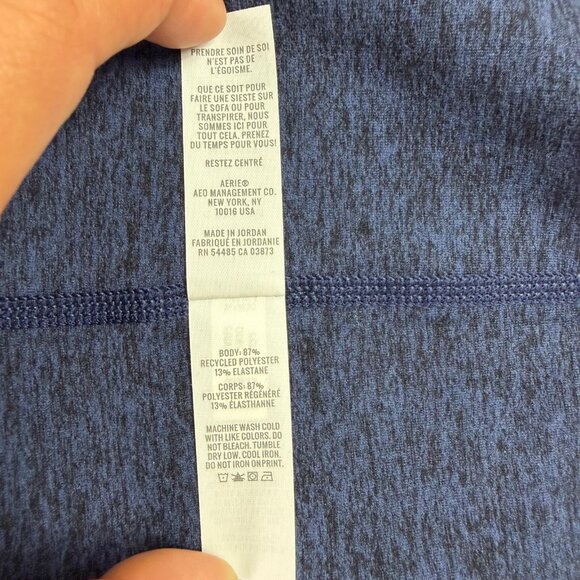 PRENDRE SOIN DE SOI
N'EST PAS DE
L'ÉGOISME.
QUE CE SOIT POUR
FAIRE UNE SIESTE SUR
LE SOFA OU POUR
TRANSPIRER, NOUS
SOMMES ICI POUR
TOUT CELA. PRENEZ
DU TEMPS POUR VOUS!
RESTEZ CENTRÉ
AERIE®
AEO MANAGEMENT CO.
NEW YORK, NY
10016 USA
MADE IN JORDAN
FABRIQUÉ EN JORDANIE
RN 54485 CA 03873
BODY: 87%
RECYCLED POLYESTER
13% ELASTANE
CORPS: 87%
POLYESTER RÉGÉNÉRÉ
13% ÉLASTHANNE
MACHINE WASH COLD
WITH LIKE COLORS. DO
NOT BLEACH. TUMBLE
DRY LOW. COOL IRON.
DO NOT IRON ON PRINT.